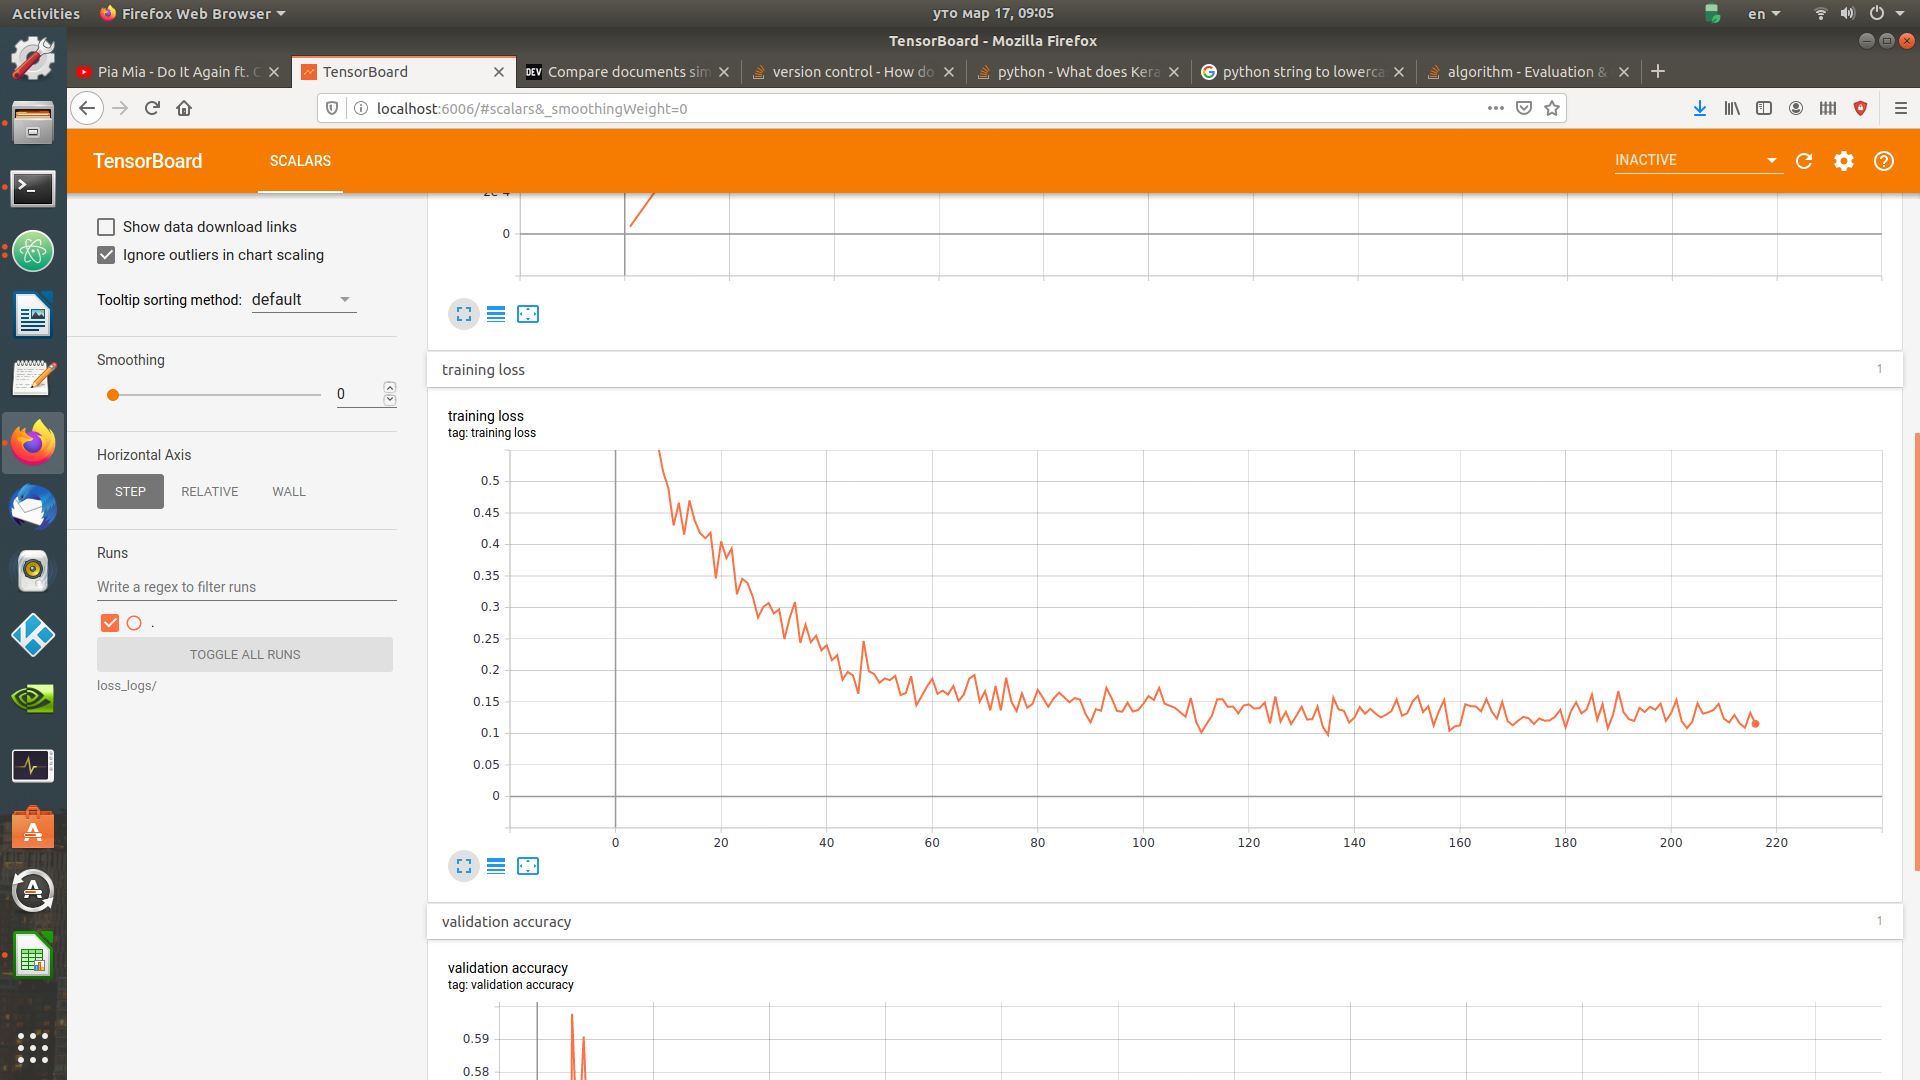 Activities
Firefox Web Browser
уто мар 17, 09:05
en
TensorBoard - Mozilla Firefox
Pia Mia - Do It Again ft. C
TensorBoard
DEV Compare documents sim
version control - How do
python - What does Kera
python string to lowerca
algorithm - Evaluation &
localhost:6006/#scalars&_smoothingWeight=0
TensorBoard
SCALARS
INACTIVE
Show data download links
Ignore outliers in chart scaling
Tooltip sorting method: default
Smoothing
0
Horizontal Axis
STEP RELATIVE WALL
Runs
Write a regex to filter runs
.
TOGGLE ALL RUNS
loss_logs/
2e-4
0
training loss
1
training loss
tag: training loss
0.5
0.45
0.4
0.35
0.3
0.25
0.2
0.15
0.1
0.05
0
0 20 40 60 80 100 120 140 160 180 200 220
validation accuracy
1
validation accuracy
tag: validation accuracy
0.59
0.58